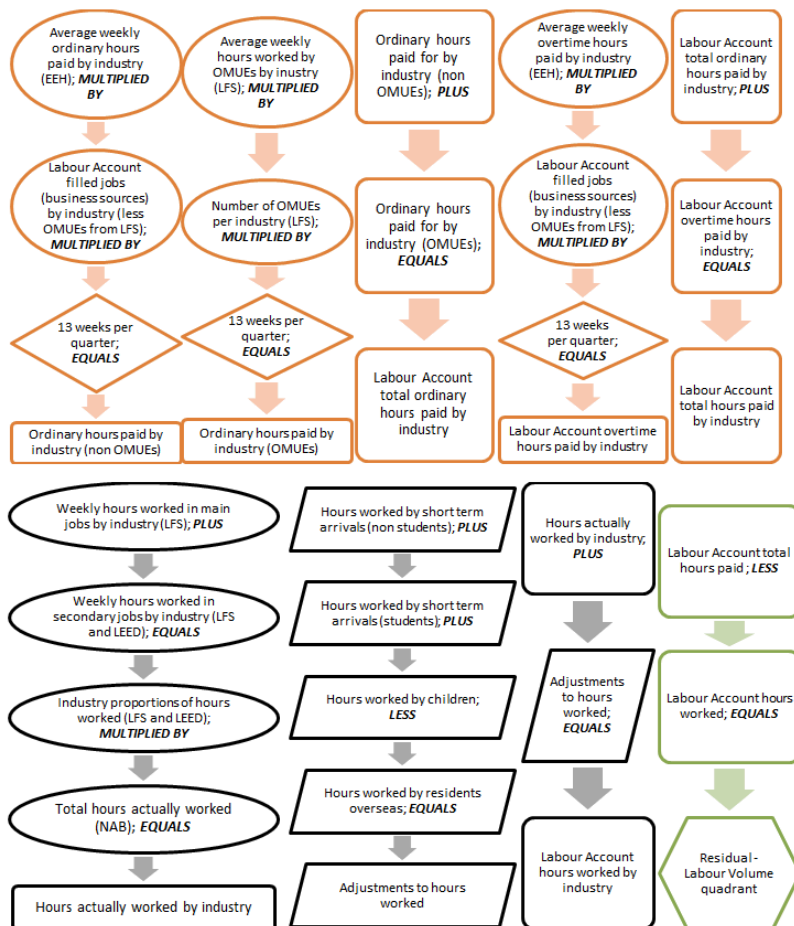 Average weekly
ordinary hours
paid by industry
(EEH); MULTIPLIED
BY
Labour Account
filled jobs
(business sources)
by industry (less
OMUEs from LFS);
MULTIPLIED BY
13 weeks per
quarter;
EQUALS
Ordinary hours paid by
industry (non OMUEs)
Average weekly
hours worked by
OMUEs by inustry
(LFS); MULTIPLIED
BY
Number of OMUEs
per industry (LFS);
MULTIPLIED BY
13 weeks per
quarter;
EQUALS
Ordinary hours paid by
industry (OMUEs)
Ordinary hours
paid for by
industry (non
OMUEs); PLUS
Ordinary hours
paid for by
industry (OMUEs);
EQUALS
Labour Account
total ordinary
hours paid by
industry
Average weekly
overtime hours
paid by industry
(EEH); MULTIPLIED
BY
Labour Account
filled jobs
(business sources)
by industry (less
OMUEs from LFS);
MULTIPLIED BY
13 weeks
per quarter;
EQUALS
Labour Account overtime
hours paid by industry
Labour Account
total ordinary
hours paid by
industry; PLUS
Labour Account
overtime hours
paid by
industry;
EQUALS
Labour Account
total hours paid
by industry
Weekly hours worked in main
jobs by industry (LFS); PLUS
Weekly hours worked in
secondary jobs by industry (LFS
and LEED); EQUALS
Industry proportions of hours
worked (LFS and LEED);
MULTIPLIED BY
Total hours actually worked
(NAB); EQUALS
Hours actually worked by industry
Hours worked by short term
arrivals (non students); PLUS
Hours worked by short term
arrivals (students); PLUS
Hours worked by children;
LESS
Hours worked by residents
overseas; EQUALS
Adjustments to hours
worked
Hours actually
worked by industry;
PLUS
Adjustments
to hours
worked;
EQUALS
Labour Account
hours worked by
industry
Labour Account total
hours paid ; LESS
Labour Account hours
worked; EQUALS
Residual -
Labour Volume
quadrant